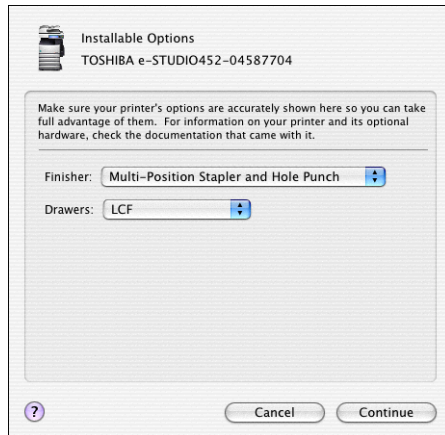 Installable Options
TOSHIBA e-STUDIO452-04587704
Make sure your printer's options are accurately shown here so you can take
full advantage of them. For information on your printer and its optional
hardware, check the documentation that came with it.
Finisher: Multi-Position Stapler and Hole Punch
Drawers: LCF
? Cancel Continue